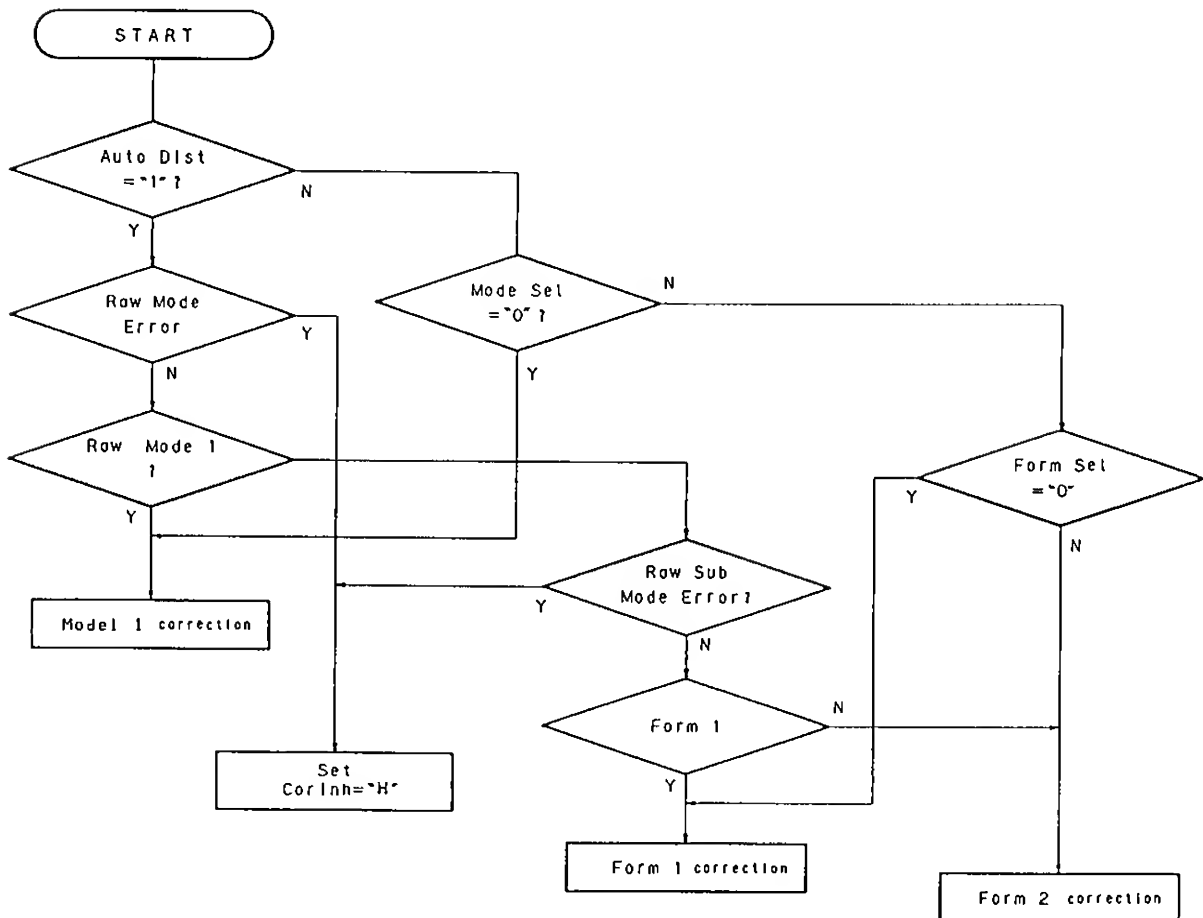 START
Auto Dist
="1"?
N
Y
Raw Mode
Error
Y
N
Mode Sel
="0"?
N
Y
Raw Mode 1
?
Y
Form Sel
="0"
Y
N
Raw Sub
Mode Error?
Y
N
Model 1 correction
Form 1
N
Y
Set
CorInh="H"
Form 1 correction
Form 2 correction